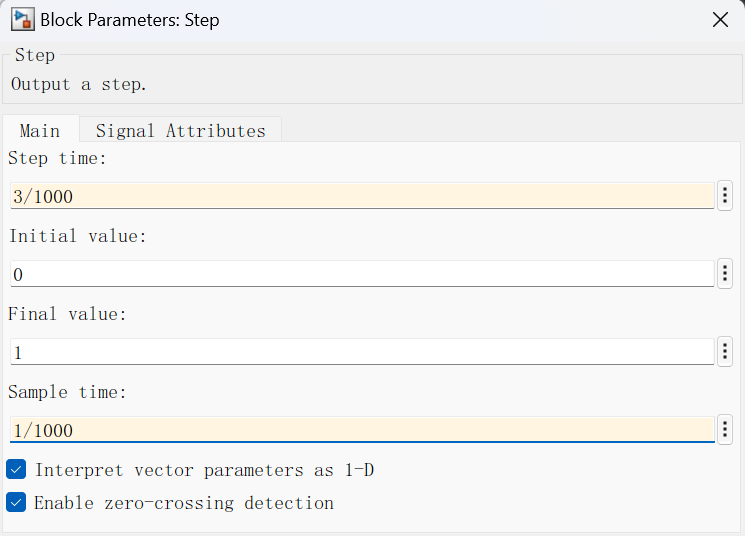 Block Parameters: Step
Step
Output a step.
Main
Signal Attributes
Step time:
3/1000
Initial value:
0
Final value:
1
Sample time:
1/1000
Interpret vector parameters as 1-D
Enable zero-crossing detection